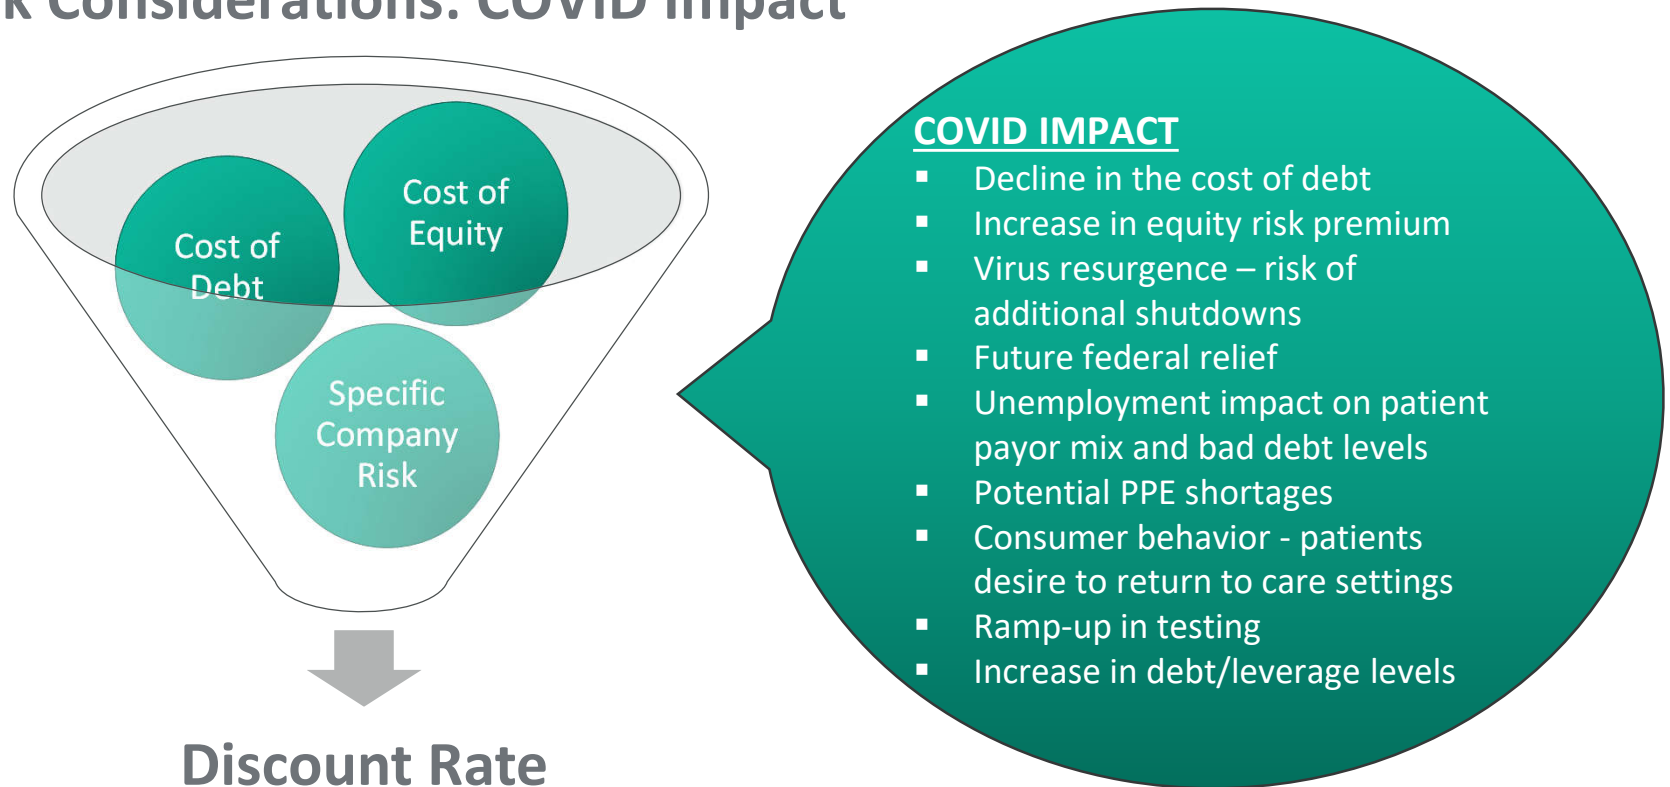 k Considerations: COVID Impact
Cost of
Debt
Cost of
Equity
Specific
Company
Risk
Discount Rate
COVID IMPACT
▪ Decline in the cost of debt
▪ Increase in equity risk premium
▪ Virus resurgence – risk of
additional shutdowns
▪ Future federal relief
▪ Unemployment impact on patient
payor mix and bad debt levels
▪ Potential PPE shortages
▪ Consumer behavior - patients
desire to return to care settings
▪ Ramp-up in testing
▪ Increase in debt/leverage levels